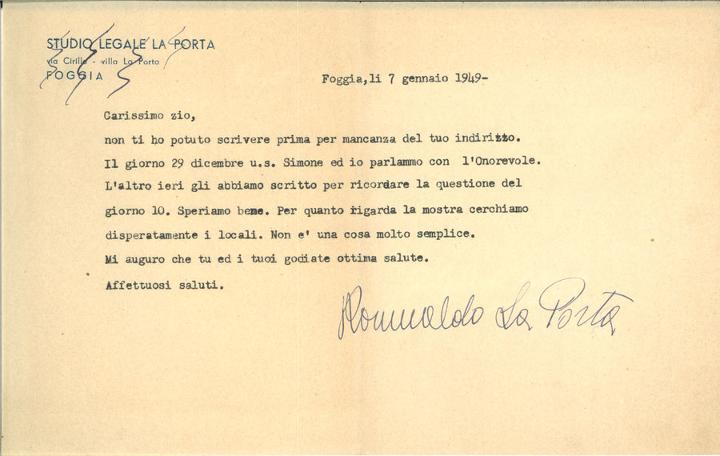 STUDIO LEGALE LA PORTA
via Cirillo - villa La Porta
FOGGIA
Foggia,li 7 gennaio 1949-
Carissimo zio,
non ti ho potuto scrivere prima per mancanza del tuo indirizzo.
Il giorno 29 dicembre u.s. Simone ed io parlammo con l'Onorevole.
L'altro ieri gli abbiamo scritto per ricordare la questione del
giorno 10. Speriamo bene. Per quanto rigarda la mostra cerchiamo
disperatamente i locali. Non e' una cosa molto semplice.
Mi auguro che tu ed i tuoi godiate ottima salute.
Affettuosi saluti.
Romualdo La Porta